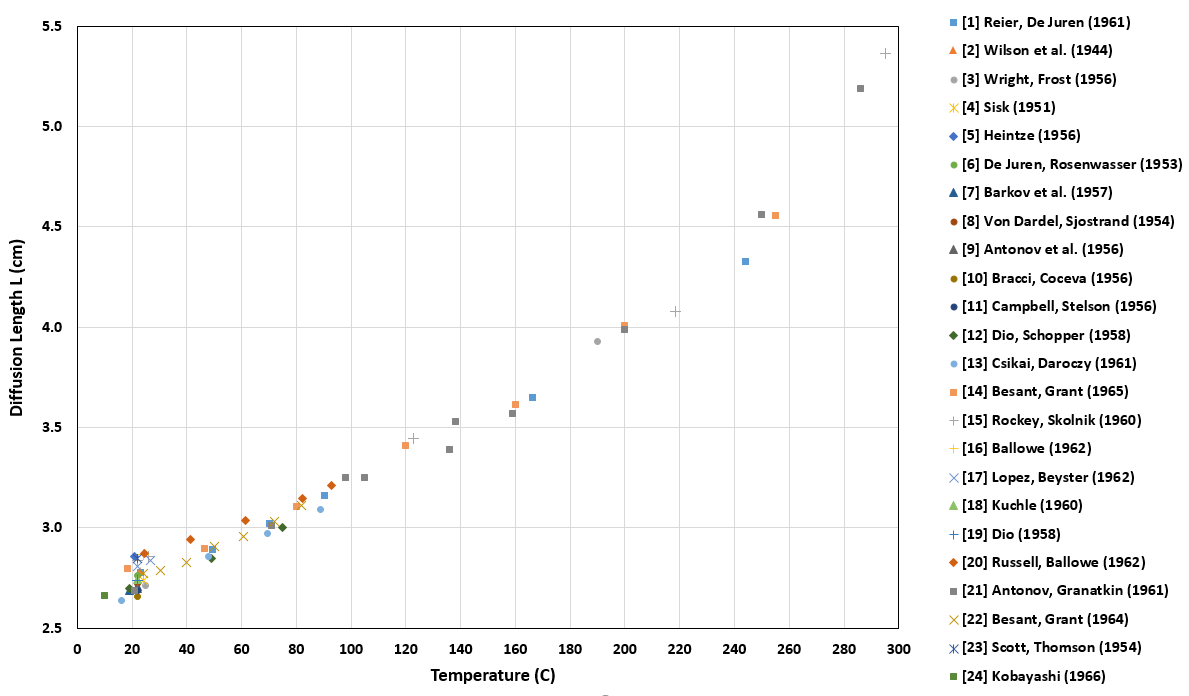 5.5
5.0
4.5
4.0
3.5
3.0
2.5
Diffusion Length L (cm)
0 20 40 60 80 100 120 140 160 180 200 220 240 260 280 300
Temperature (C)
[1] Reier, De Juren (1961)
[2] Wilson et al. (1944)
[3] Wright, Frost (1956)
[4] Sisk (1951)
[5] Heintze (1956)
[6] De Juren, Rosenwasser (1953)
[7] Barkov et al. (1957)
[8] Von Dardel, Sjostrand (1954)
[9] Antonov et al. (1956)
[10] Bracci, Coceva (1956)
[11] Campbell, Stelson (1956)
[12] Dio, Schopper (1958)
[13] Csikai, Daroczy (1961)
[14] Besant, Grant (1965)
[15] Rockey, Skolnik (1960)
[16] Ballowe (1962)
[17] Lopez, Beyster (1962)
[18] Kuchle (1960)
[19] Dio (1958)
[20] Russell, Ballowe (1962)
[21] Antonov, Granatkin (1961)
[22] Besant, Grant (1964)
[23] Scott, Thomson (1954)
[24] Kobayashi (1966)